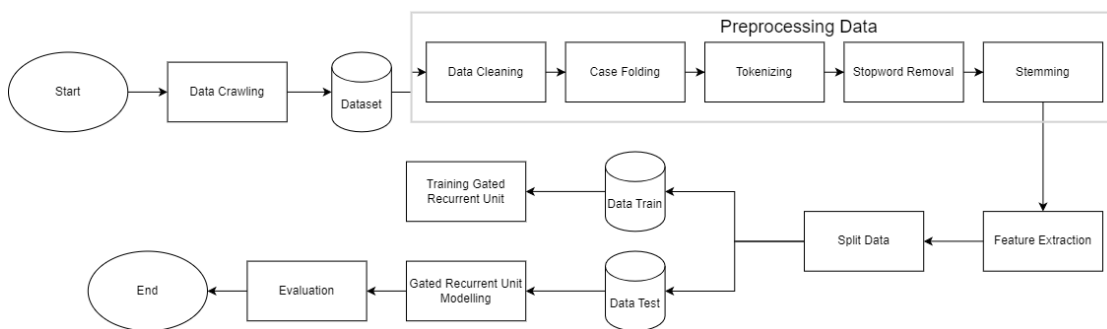 Preprocessing Data
Start
Data Crawling
Dataset
Data Cleaning
Case Folding
Tokenizing
Stopword Removal
Stemming
Training Gated
Recurrent Unit
Data Train
Split Data
Feature Extraction
End
Evaluation
Gated Recurrent Unit
Modelling
Data Test